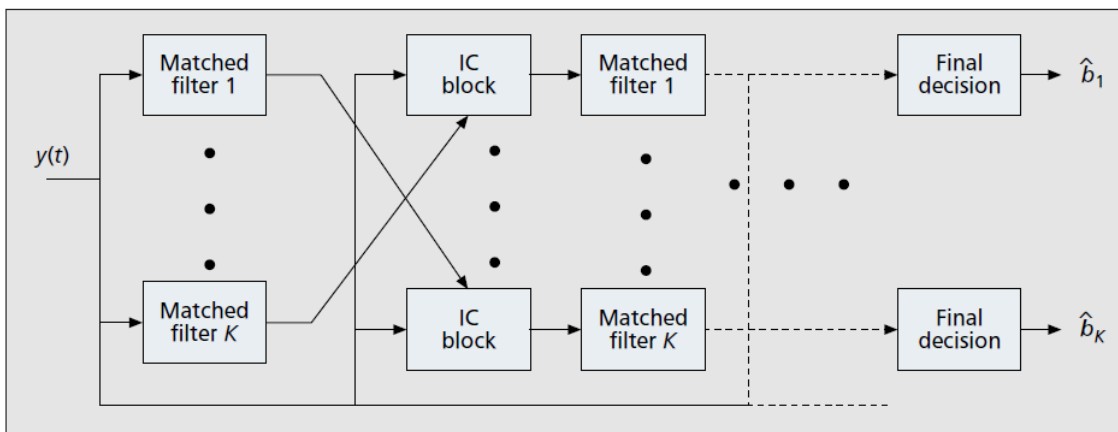 Matched
filter 1
IC
block
Matched
filter 1
Final
decision
b̂₁
y(t)
Matched
filter K
IC
block
Matched
filter K
Final
decision
b̂_K